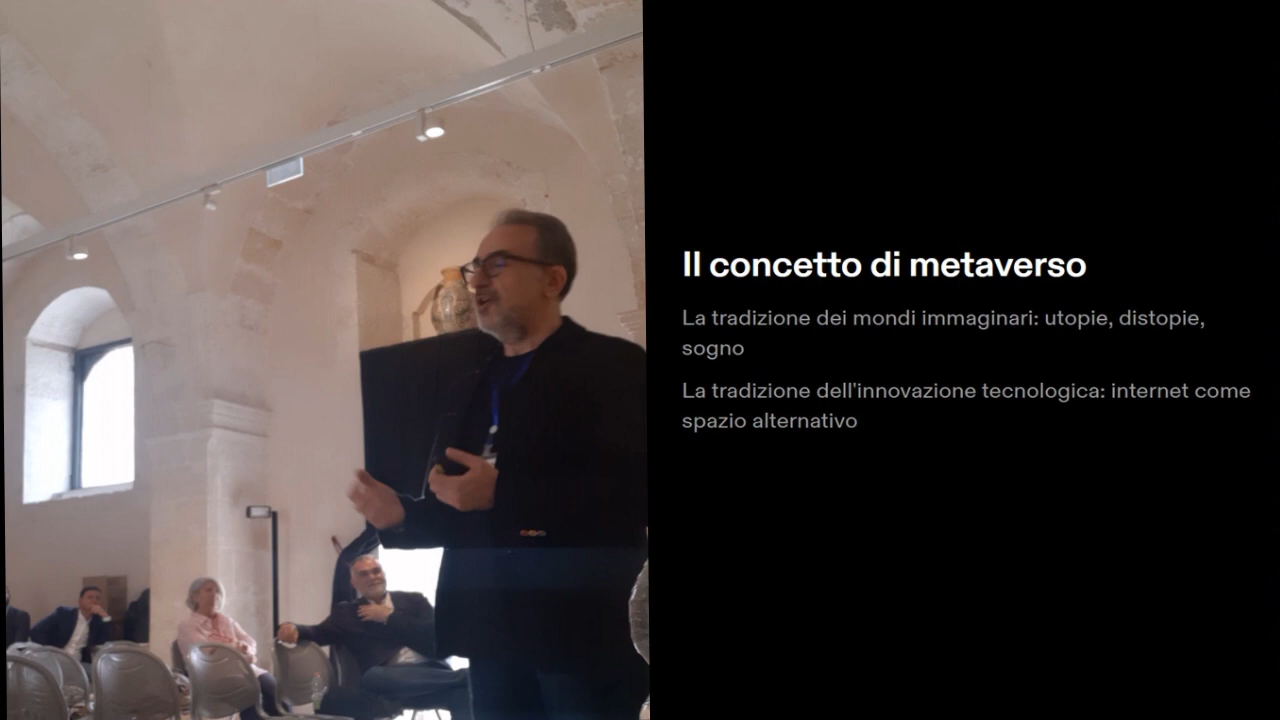 Il concetto di metaverso
La tradizione dei mondi immaginari: utopie, distopie,
sogno
La tradizione dell'innovazione tecnologica: internet come
spazio alternativo